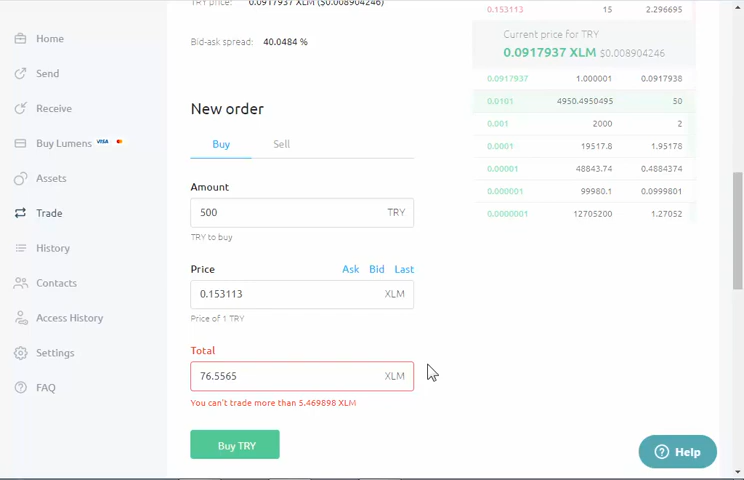 TRY price: 0.0917937 XLM ($0.008904246)
Bid-ask spread: 40.0484 %
Home
Send
Receive
Buy Lumens VISA
Assets
Trade
History
Contacts
Access History
Settings
FAQ
New order
Buy Sell
Amount
500 TRY
TRY to buy
Price Ask Bid Last
0.153113 XLM
Price of 1 TRY
Total
76.5565 XLM
You can't trade more than 5.469898 XLM
Buy TRY
0.153113 15 2.296695
Current price for TRY
0.0917937 XLM $0.008904246
0.0917937 1.000001 0.0917938
0.0101 4950.4950495 50
0.001 2000 2
0.0001 19517.8 1.95178
0.00001 48843.74 0.4884374
0.000001 99980.1 0.0999801
0.0000001 12705200 1.27052
Help